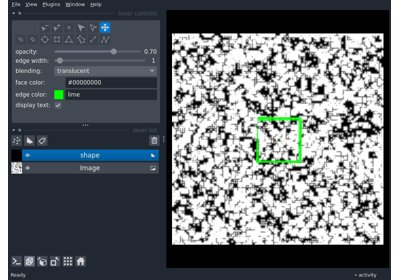 File View Plugins Window Help
layer controls
opacity: 0.70
edge width: 1
blending: translucent
face color: #00000000
edge color: lime
display text:
layer list
shape
Image
Ready
activity